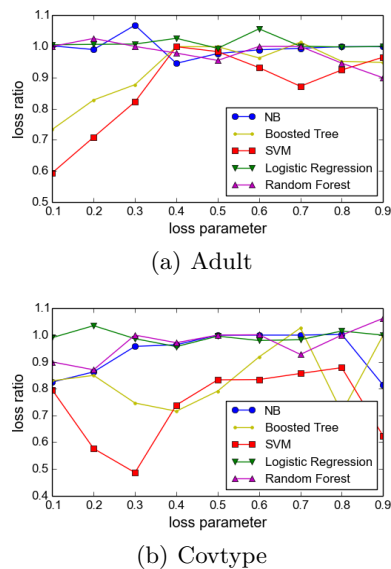 1.1
1.0
0.9
0.8
0.7
0.6
0.5
loss ratio
NB
Boosted Tree
SVM
Logistic Regression
Random Forest
0.1 0.2 0.3 0.4 0.5 0.6 0.7 0.8 0.9
loss parameter
(a) Adult
1.1
1.0
0.9
0.8
0.7
0.6
0.5
0.4
loss ratio
NB
Boosted Tree
SVM
Logistic Regression
Random Forest
0.1 0.2 0.3 0.4 0.5 0.6 0.7 0.8 0.9
loss parameter
(b) Covtype